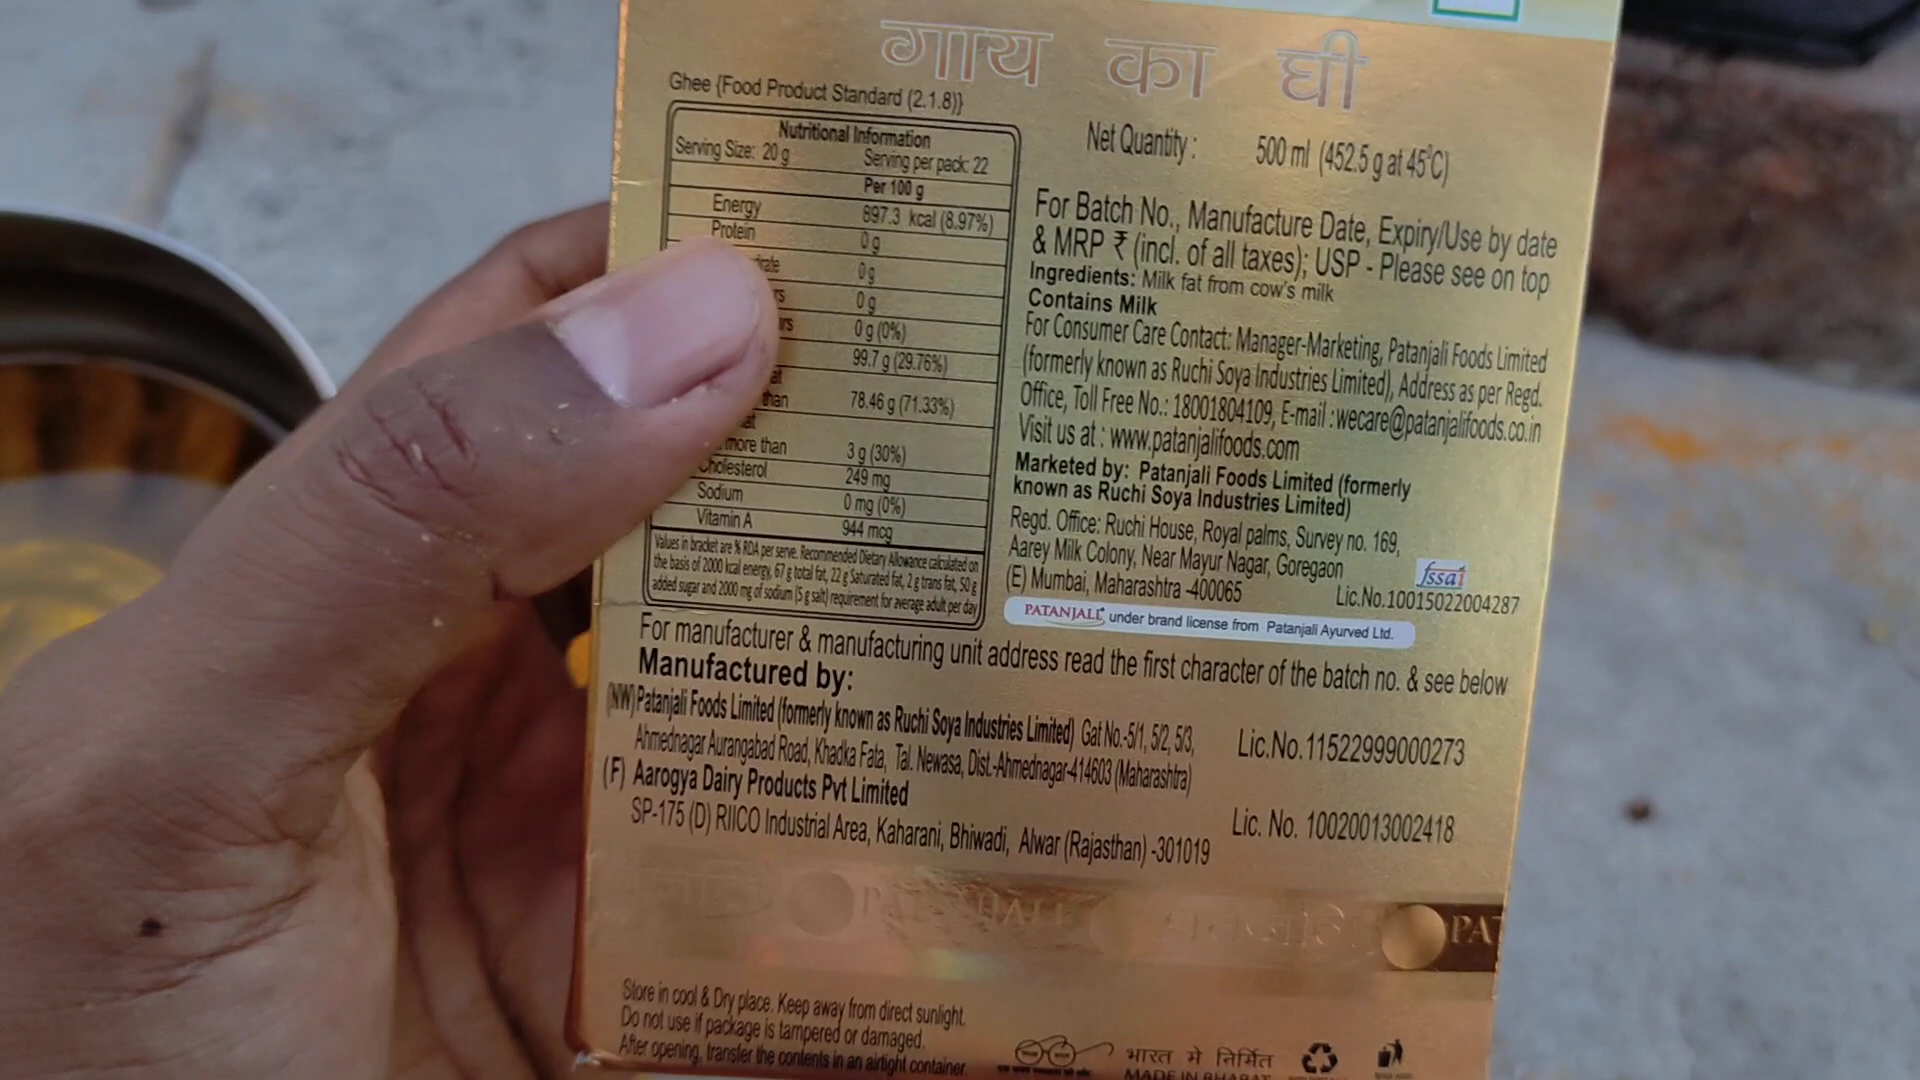 गाय का घी
Ghee {Food Product Standard (2.1.8)}
Nutritional Information
Serving Size: 20 g Serving per pack: 22
Per 100 g
Energy 897.3 kcal (8.97%)
Protein 0 g
0 g
0 g
0 g (0%)
99.7 g (29.76%)
than 78.46 g (71.33%)
more than 3 g (30%)
Cholesterol 249 mg
Sodium 0 mg (0%)
Vitamin A 944 mcg
Values in bracket are % RDA per serve. Recommended Dietary Allowance calculated on
the basis of 2000 kcal energy, 67 g total fat, 22 g Saturated fat, 2 g trans fat, 50 g
added sugar and 2000 mg of sodium (5 g salt) requirement for average adult per day
Net Quantity : 500 ml (452.5 g at 45°C)
For Batch No., Manufacture Date, Expiry/Use by date
& MRP ₹ (incl. of all taxes); USP - Please see on top
Ingredients: Milk fat from cow's milk
Contains Milk
For Consumer Care Contact: Manager-Marketing, Patanjali Foods Limited
(formerly known as Ruchi Soya Industries Limited), Address as per Regd.
Office, Toll Free No.: 18001804109, E-mail : wecare@patanjalifoods.co.in
Visit us at : www.patanjalifoods.com
Marketed by: Patanjali Foods Limited (formerly
known as Ruchi Soya Industries Limited)
Regd. Office: Ruchi House, Royal palms, Survey no. 169,
Aarey Milk Colony, Near Mayur Nagar, Goregaon
(E) Mumbai, Maharashtra -400065
fssai
Lic.No.10015022004287
PATANJALI under brand license from Patanjali Ayurved Ltd.
For manufacturer & manufacturing unit address read the first character of the batch no. & see below
Manufactured by:
(NW) Patanjali Foods Limited (formerly known as Ruchi Soya Industries Limited) Gat No.-5/1, 5/2, 5/3,
Ahmednagar Aurangabad Road, Khadka Fata, Tal. Newasa, Dist.-Ahmednagar-414603 (Maharashtra)
Lic.No.11522999000273
(F) Aarogya Dairy Products Pvt Limited
SP-175 (D) RIICO Industrial Area, Kaharani, Bhiwadi, Alwar (Rajasthan) -301019
Lic. No. 10020013002418
PATANJALI पतंजलि PAT
Store in cool & Dry place. Keep away from direct sunlight.
Do not use if package is tampered or damaged.
After opening, transfer the contents in an airtight container.
भारत मे निर्मित
MADE IN BHARAT